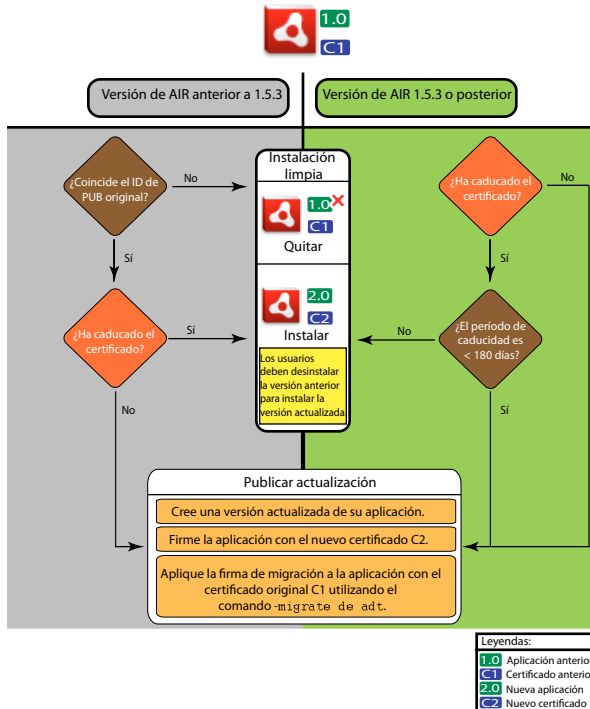 1.0
C1
Versión de AIR anterior a 1.5.3
Versión de AIR 1.5.3 o posterior
¿Coincide el ID de
PUB original?
No
Sí
¿Ha caducado el
certificado?
Sí
No
Instalación
limpia
1.0
C1
Quitar
2.0
C2
Instalar
Los usuarios
deben desinstalar
la versión anterior
para instalar la
versión actualizada
¿Ha caducado el
certificado?
No
Sí
¿El período de
caducidad es
< 180 días?
No
Sí
Publicar actualización
Cree una versión actualizada de su aplicación.
Firme la aplicación con el nuevo certificado C2.
Aplique la firma de migración a la aplicación con el
certificado original C1 utilizando el
comando -migrate de adt.
Leyendas:
1.0 Aplicación anterior
C1 Certificado anterior
2.0 Nueva aplicación
C2 Nuevo certificado